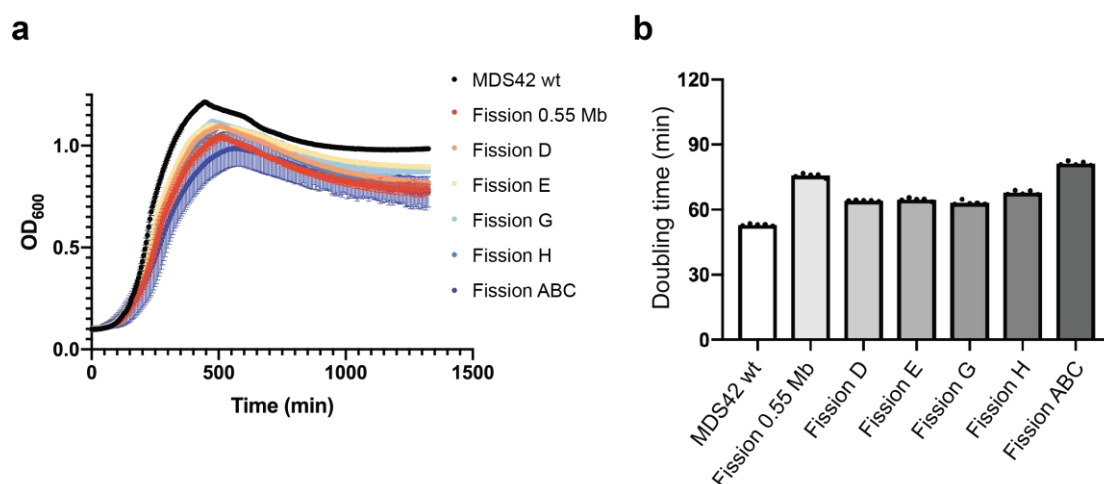 a
OD600
1.0
0.5
0.0
0
500
1000
1500
Time (min)
MDS42 wt
Fission 0.55 Mb
Fission D
Fission E
Fission G
Fission H
Fission ABC
b
Doubling time (min)
120
90
60
30
0
MDS42 wt
Fission 0.55 Mb
Fission D
Fission E
Fission G
Fission H
Fission ABC